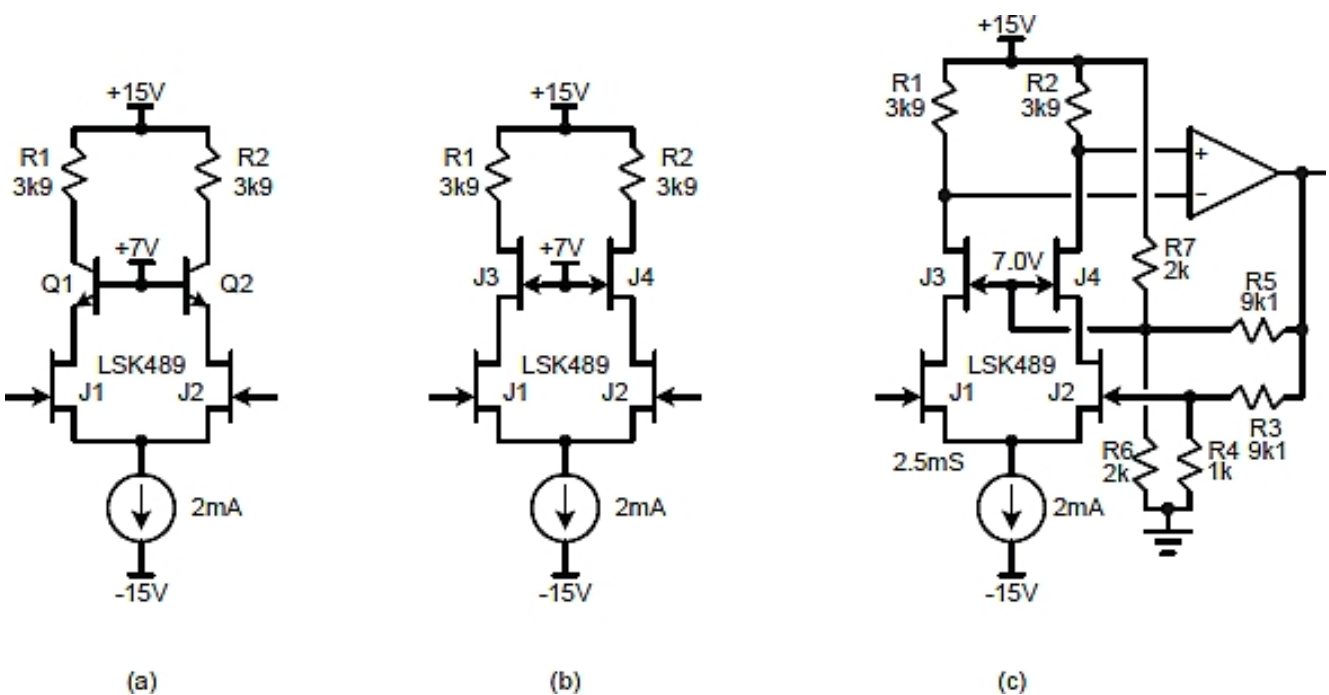 +15V
R1
3k9
R2
3k9
+7V
Q1
Q2
LSK489
J1
J2
2mA
-15V
(a)
+15V
R1
3k9
R2
3k9
+7V
J3
J4
LSK489
J1
J2
2mA
-15V
(b)
+15V
R1
3k9
R2
3k9
+
−
R7
2k
7.0V
J3
J4
R5
9k1
LSK489
J1
J2
R3
9k1
2.5mS
R6
2k
R4
1k
2mA
-15V
(c)